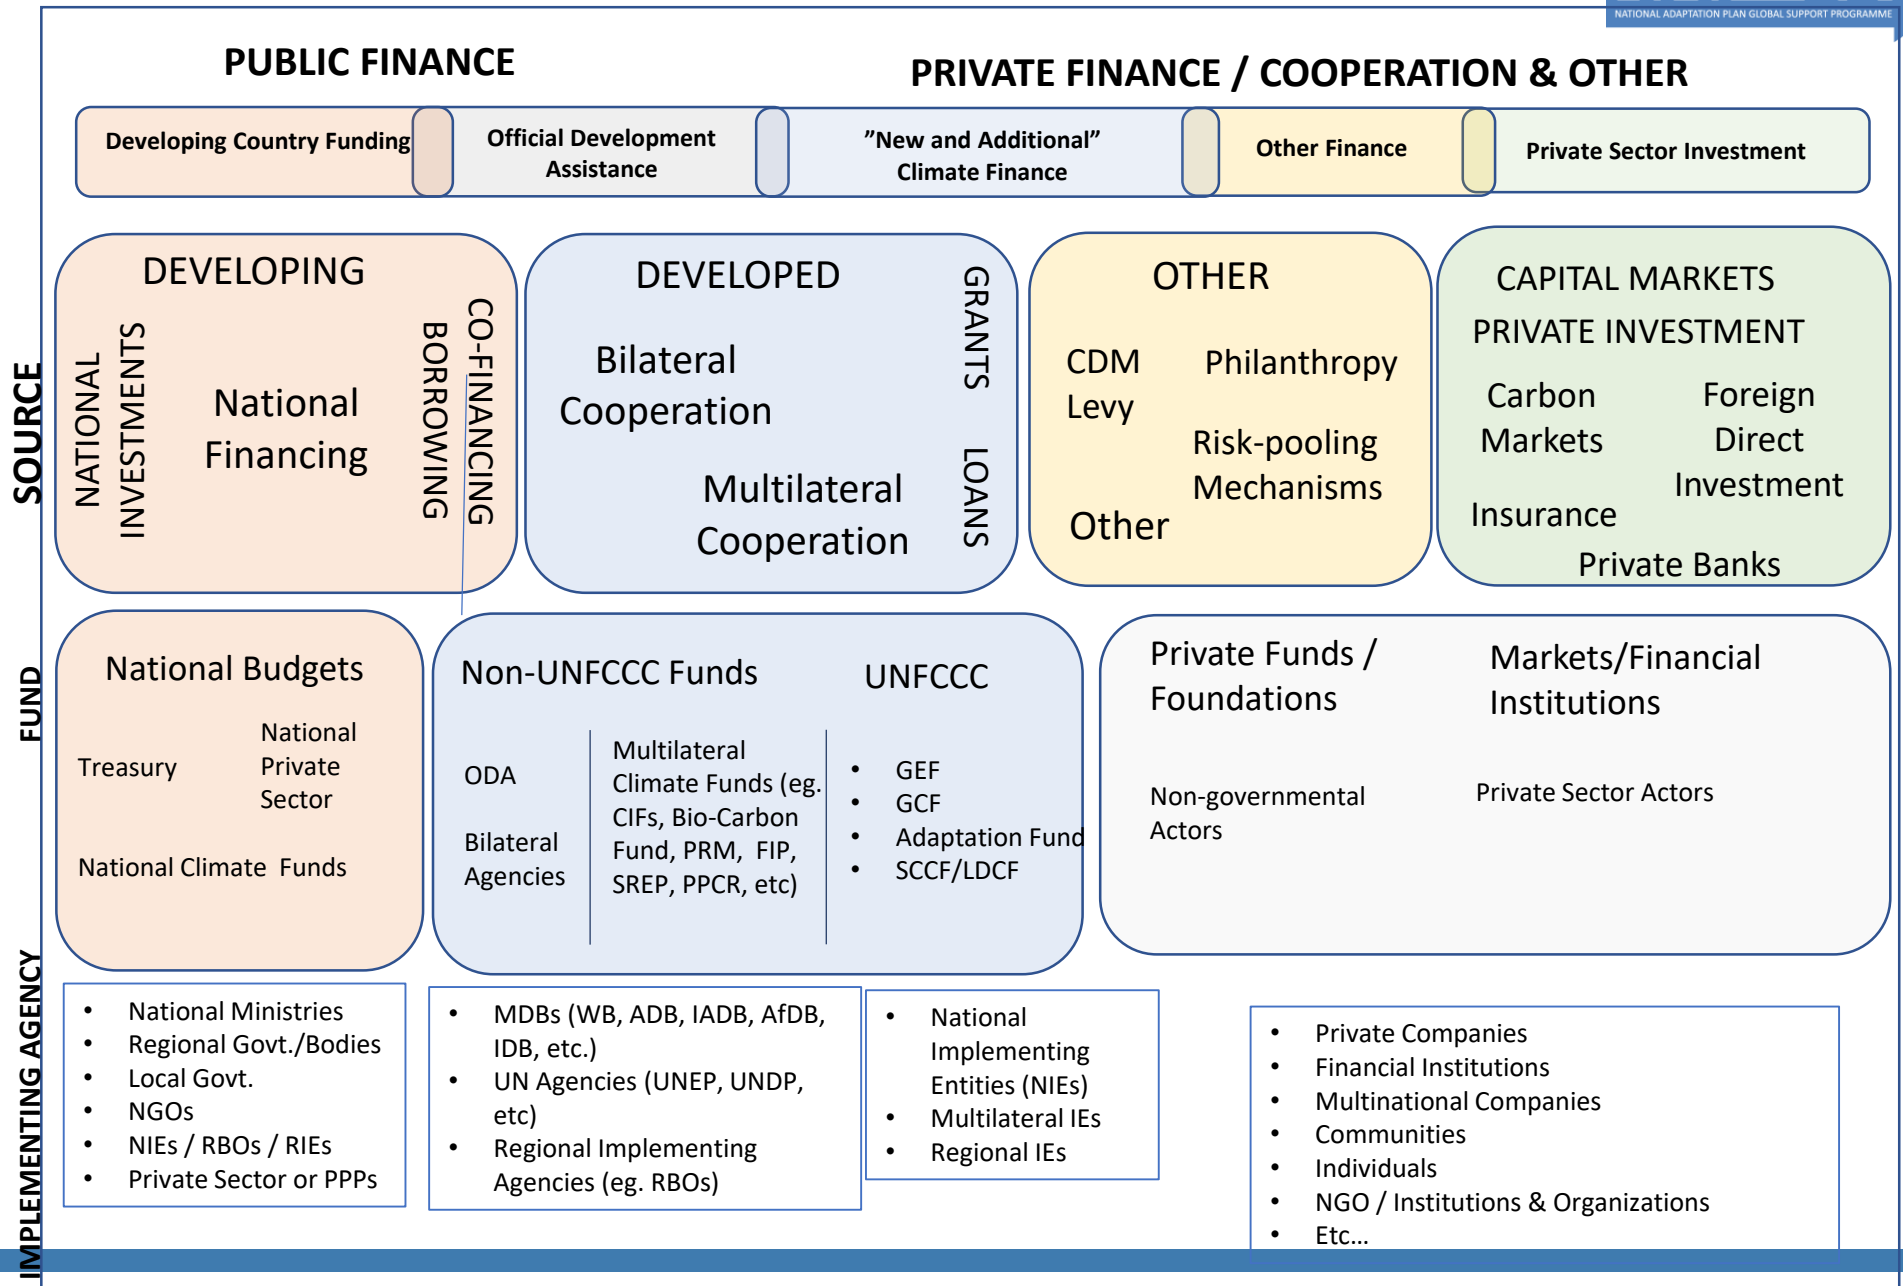 NATIONAL ADAPTATION PLAN GLOBAL SUPPORT PROGRAMME
PUBLIC FINANCE
PRIVATE FINANCE / COOPERATION & OTHER
Developing Country Funding
Official Development
Assistance
”New and Additional”
Climate Finance
Other Finance
Private Sector Investment
SOURCE
DEVELOPING
NATIONAL
INVESTMENTS
National
Financing
BORROWING
CO-FINANCING
DEVELOPED
Bilateral
Cooperation
Multilateral
Cooperation
GRANTS
LOANS
OTHER
CDM
Levy
Philanthropy
Risk-pooling
Mechanisms
Other
CAPITAL MARKETS
PRIVATE INVESTMENT
Carbon
Markets
Foreign
Direct
Investment
Insurance
Private Banks
FUND
National Budgets
Treasury
National
Private
Sector
National Climate Funds
Non-UNFCCC Funds
ODA
Bilateral
Agencies
Multilateral
Climate Funds (eg.
CIFs, Bio-Carbon
Fund, PRM, FIP,
SREP, PPCR, etc)
UNFCCC
• GEF
• GCF
• Adaptation Fund
• SCCF/LDCF
Private Funds /
Foundations
Non-governmental
Actors
Markets/Financial
Institutions
Private Sector Actors
IMPLEMENTING AGENCY
• National Ministries
• Regional Govt./Bodies
• Local Govt.
• NGOs
• NIEs / RBOs / RIEs
• Private Sector or PPPs
• MDBs (WB, ADB, IADB, AfDB,
IDB, etc.)
• UN Agencies (UNEP, UNDP,
etc)
• Regional Implementing
Agencies (eg. RBOs)
• National
Implementing
Entities (NIEs)
• Multilateral IEs
• Regional IEs
• Private Companies
• Financial Institutions
• Multinational Companies
• Communities
• Individuals
• NGO / Institutions & Organizations
• Etc…